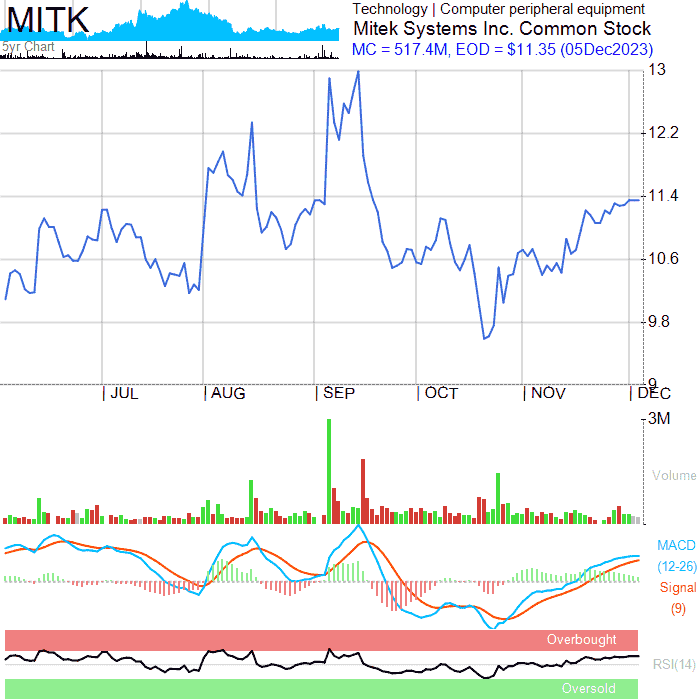 MITK
5yr Chart
Technology | Computer peripheral equipment
Mitek Systems Inc. Common Stock
MC = 517.4M, EOD = $11.35 (05Dec2023)
13
12.2
11.4
10.6
9.8
9
| JUL | AUG | SEP | OCT | NOV | DEC
3M
Volume
MACD
(12-26)
Signal
(9)
Overbought
RSI(14)
Oversold